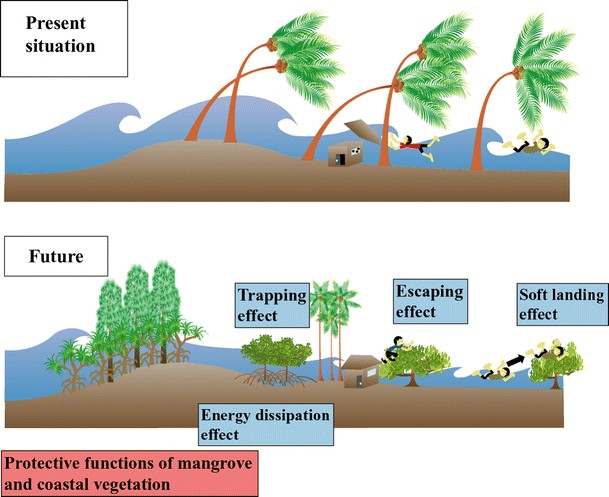 Present
situation
Future
Trapping
effect
Escaping
effect
Soft landing
effect
Energy dissipation
effect
Protective functions of mangrove
and coastal vegetation